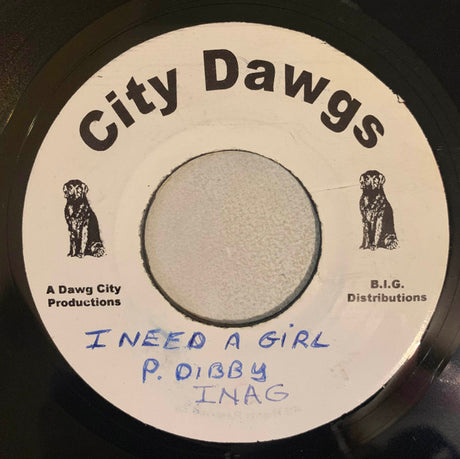 City Dawgs
A Dawg City
Productions
B.I.G.
Distributions
I NEED A GiRL
P. DiBBY
INAG